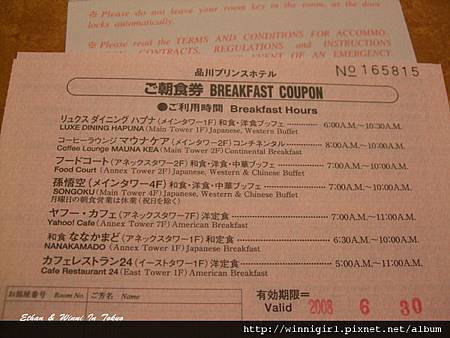 ※ Please do not leave your room key in the room, as the door
locks automatically.
※ Please read the TERMS AND CONDITIONS FOR ACCOMMO-
CONTRACTS, REGULATIONS and INSTRUCTIONS
EVENT OF AN EMERGENCY
品川プリンスホテル
No 165815
ご朝食券 BREAKFAST COUPON
●ご利用時間 Breakfast Hours
リュクス ダイニング ハプナ(メインタワー1F)和食・洋食ブッフェ 6:00A.M.~10:30A.M.
LUXE DINING HAPUNA (Main Tower 1F) Japanese, Western Buffet
コーヒーラウンジ マウナケア(メインタワー2F)コンチネンタル 8:00A.M.~10:00A.M.
Coffee Lounge MAUNA KEA (Main Tower 2F) Continental Breakfast
フードコート(アネックスタワー2F)和食・洋食・中華ブッフェ 7:00A.M.~10:00A.M.
Food Court (Annex Tower 2F) Japanese, Western & Chinese Buffet
孫悟空(メインタワー4F)和食・洋食・中華ブッフェ 7:00A.M.~10:00A.M.
SONGOKU (Main Tower 4F) Japanese, Western & Chinese Buffet
月曜日の朝食営業は休業(祝日を除く)
ヤフー・カフェ(アネックスタワー7F)洋定食 7:00A.M.~11:00A.M.
Yahoo! Cafe (Annex Tower 7F) American Breakfast
和食 ななかまど(アネックスタワー1F)和定食 6:30A.M.~10:00A.M.
NANAKAMADO (Annex Tower 1F) Japanese Breakfast
カフェレストラン24(イーストタワー1F)洋定食 5:00A.M.~11:00A.M.
Cafe Restaurant 24 (East Tower 1F) American Breakfast
お部屋番号 Room No. ご芳名 Name
有効期限=
Valid 2008 6 30
Ethan & Winni In Tokyo
http://winnigirl.pixnet.net/album